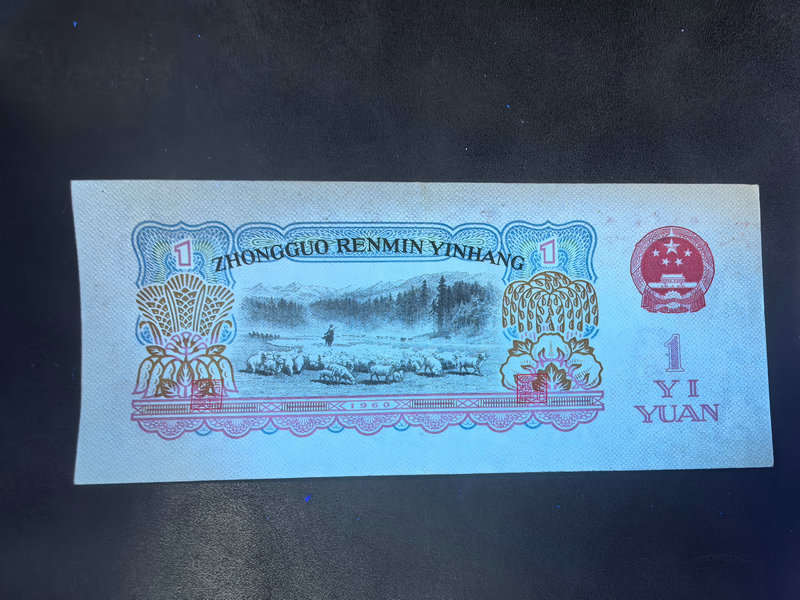 1 1
ZHONGGUO RENMIN YINHANG
1960
1
YI
YUAN